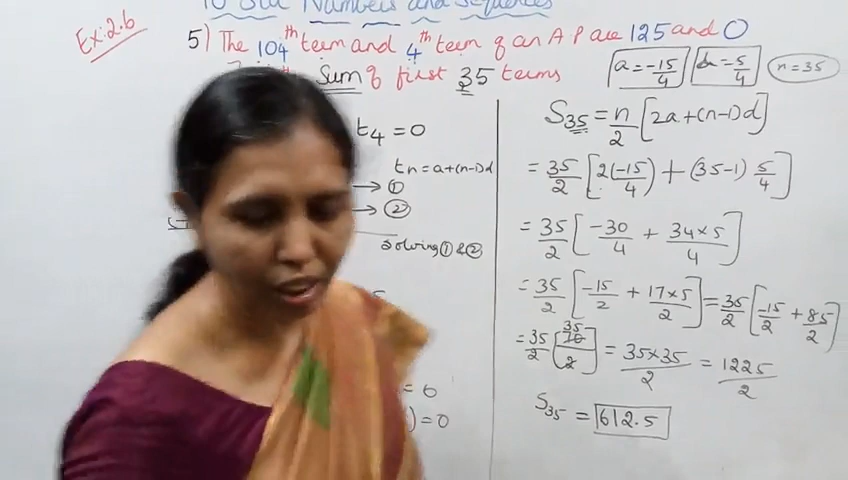 10 Std Numbers and Sequences
Ex:2.6
5) The 104th term and 4th term of an A P are 125 and 0
Sum of first 35 terms
a = -15/4
d = 5/4
n = 35
t4 = 0
tn = a+(n-1)d
→ ①
→ ②
Solving ① & ②
= 0
) = 0
S35 = n/2 [2a+(n-1)d]
= 35/2 [2(-15/4) + (35-1) 5/4]
= 35/2 [-30/4 + 34×5/4]
= 35/2 [-15/2 + 17×5/2] = 35/2 [-15/2 + 85/2]
= 35/2 [35 70/2] = 35×35/2 = 1225/2
S35 = 612.5